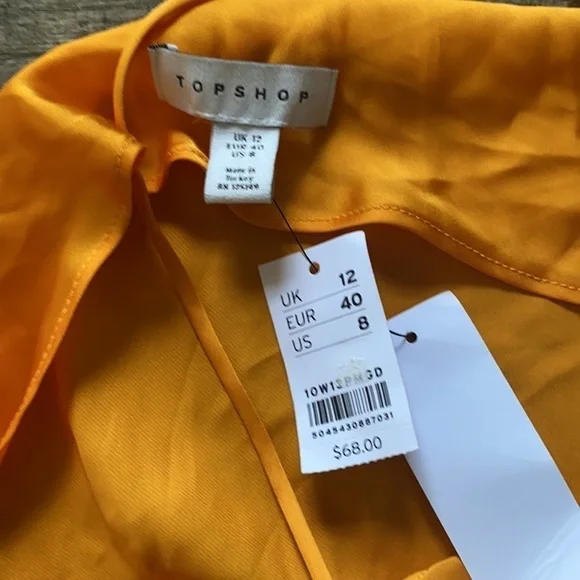 TOPSHOP
UK 12
EUR 40
US 8
Made in
Turkey
UK 12
EUR 40
US 8
5045430887031
$68.00